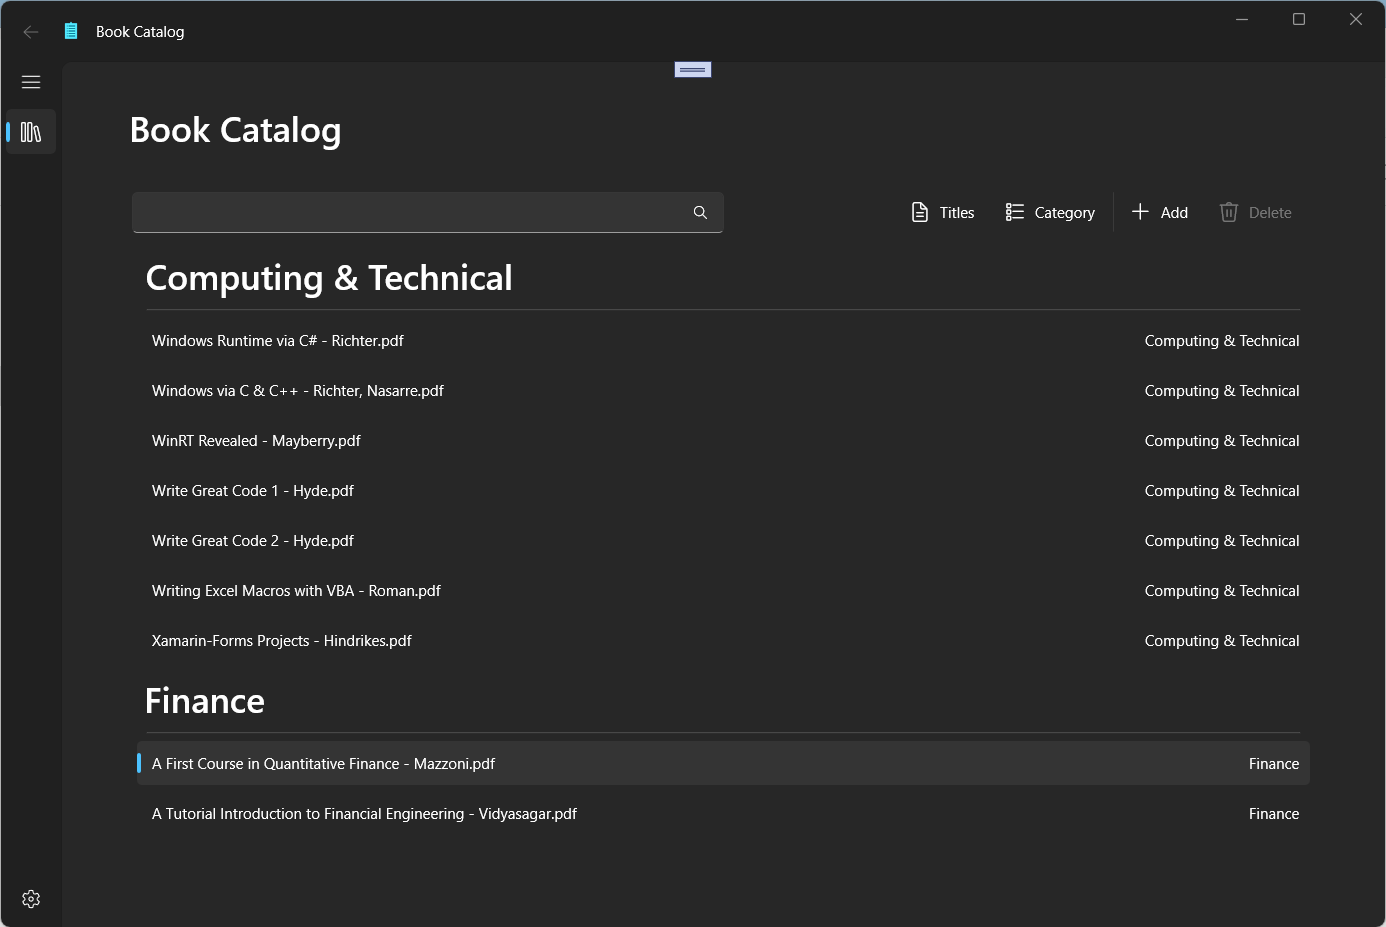 Book Catalog
Book Catalog
Titles Category Add Delete
Computing & Technical
Windows Runtime via C# - Richter.pdf Computing & Technical
Windows via C & C++ - Richter, Nasarre.pdf Computing & Technical
WinRT Revealed - Mayberry.pdf Computing & Technical
Write Great Code 1 - Hyde.pdf Computing & Technical
Write Great Code 2 - Hyde.pdf Computing & Technical
Writing Excel Macros with VBA - Roman.pdf Computing & Technical
Xamarin-Forms Projects - Hindrikes.pdf Computing & Technical
Finance
A First Course in Quantitative Finance - Mazzoni.pdf Finance
A Tutorial Introduction to Financial Engineering - Vidyasagar.pdf Finance